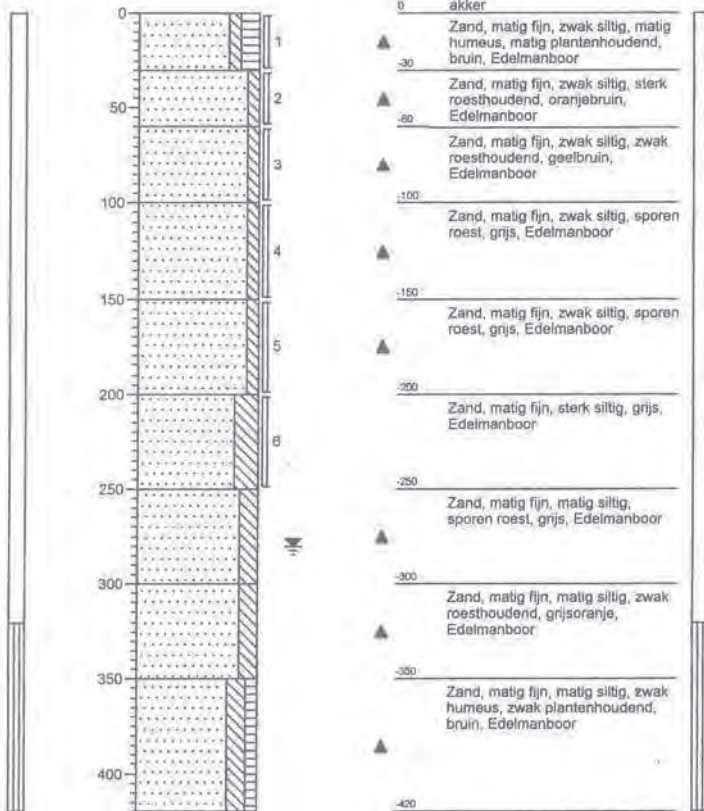 0
50
100
150
200
250
300
350
400
1
2
3
4
5
6
0
akker
Zand, matig fijn, zwak siltig, matig
humeus, matig plantenhoudend,
bruin, Edelmanboor
-30
Zand, matig fijn, zwak siltig, sterk
roesthoudend, oranjebruin,
Edelmanboor
-60
Zand, matig fijn, zwak siltig, zwak
roesthoudend, geelbruin,
Edelmanboor
-100
Zand, matig fijn, zwak siltig, sporen
roest, grijs, Edelmanboor
-150
Zand, matig fijn, zwak siltig, sporen
roest, grijs, Edelmanboor
-200
Zand, matig fijn, sterk siltig, grijs,
Edelmanboor
-250
Zand, matig fijn, matig siltig,
sporen roest, grijs, Edelmanboor
-300
Zand, matig fijn, matig siltig, zwak
roesthoudend, grijsoranje,
Edelmanboor
-350
Zand, matig fijn, matig siltig, zwak
humeus, zwak plantenhoudend,
bruin, Edelmanboor
-420